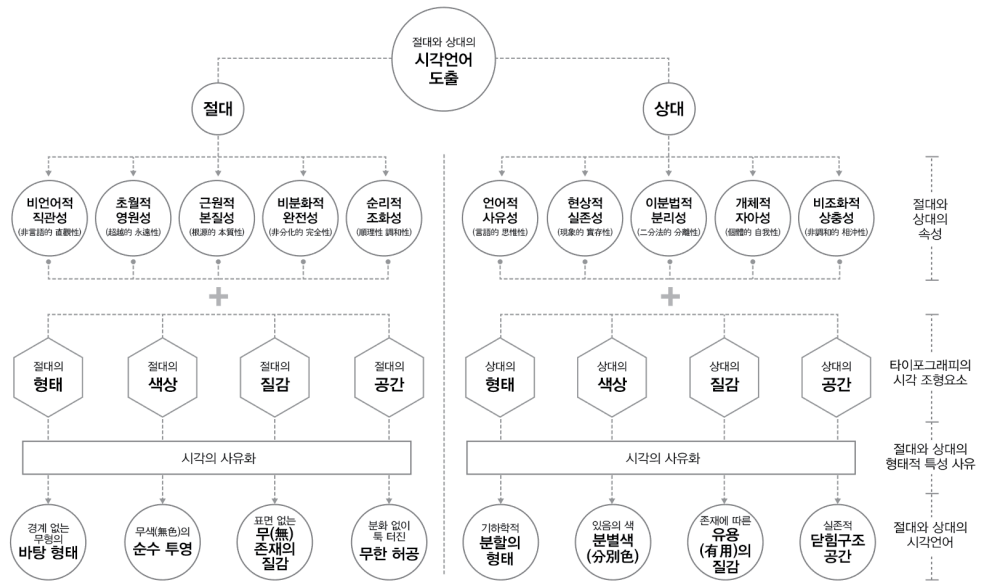 절대와 상대의
시각언어
도출
절대
상대
비언어적
직관성
(非言語的 直觀性)
초월적
영원성
(超越的 永遠性)
근원적
본질성
(根源的 本質性)
비분화적
완전성
(非分化的 完全性)
순리적
조화성
(順理性 調和性)
언어적
사유성
(言語的 思惟性)
현상적
실존성
(現象的 實存性)
이분법적
분리성
(二分法的 分離性)
개체적
자아성
(個體的 自我性)
비조화적
상충성
(非調和的 相沖性)
절대와
상대의
속성
절대의
형태
절대의
색상
절대의
질감
절대의
공간
상대의
형태
상대의
색상
상대의
질감
상대의
공간
타이포그래피의
시각 조형요소
시각의 사유화
시각의 사유화
절대와 상대의
형태적 특성 사유
경계 없는
무형의
바탕 형태
무색(無色)의
순수 투영
표면 없는
무(無)
존재의
질감
분화 없이
툭 터진
무한 허공
기하학적
분할의
형태
있음의 색
분별색
(分別色)
존재에 따른
유용
(有用)의
질감
실존적
닫힘구조
공간
절대와 상대의
시각언어